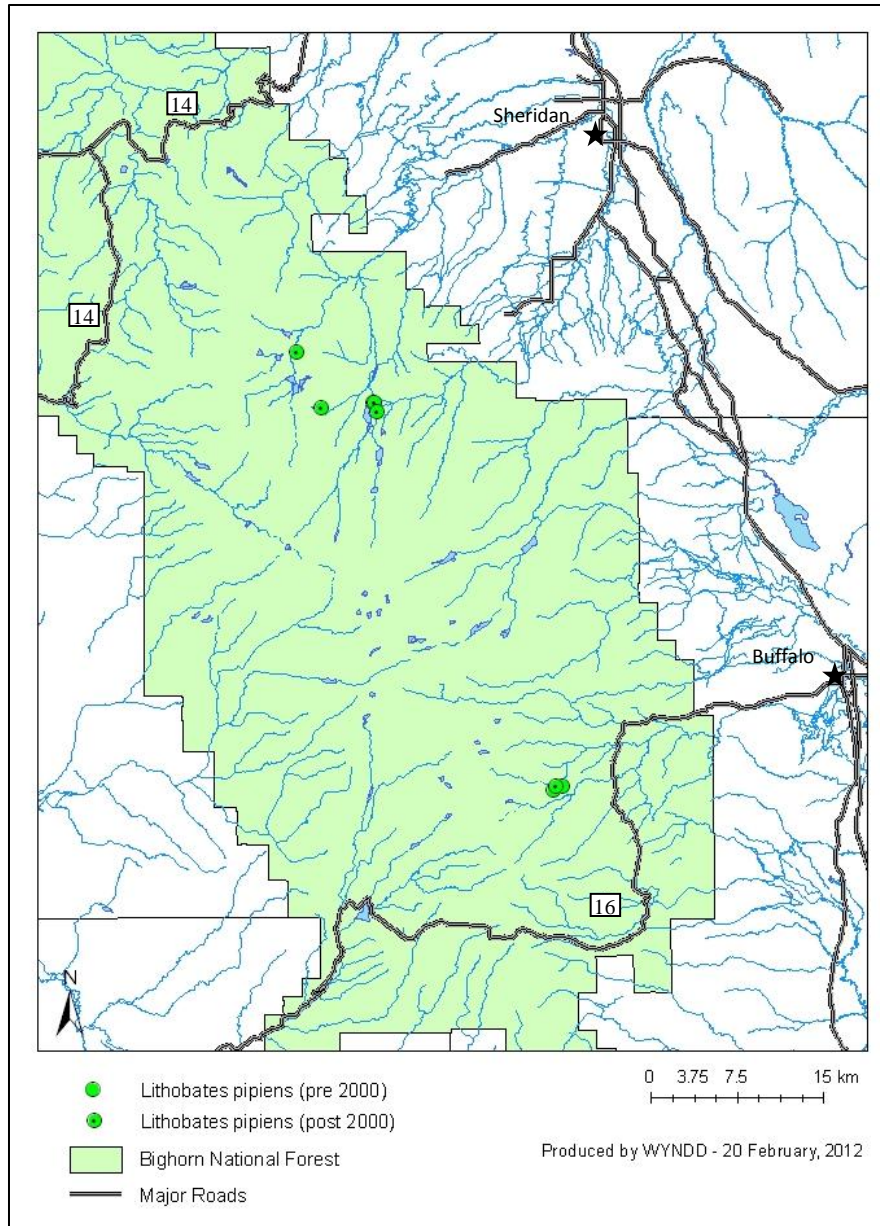 14
Sheridan
14
Buffalo
16
N
Lithobates pipiens (pre 2000)
Lithobates pipiens (post 2000)
Bighorn National Forest
Major Roads
0 3.75 7.5 15 km
Produced by WYNDD - 20 February, 2012